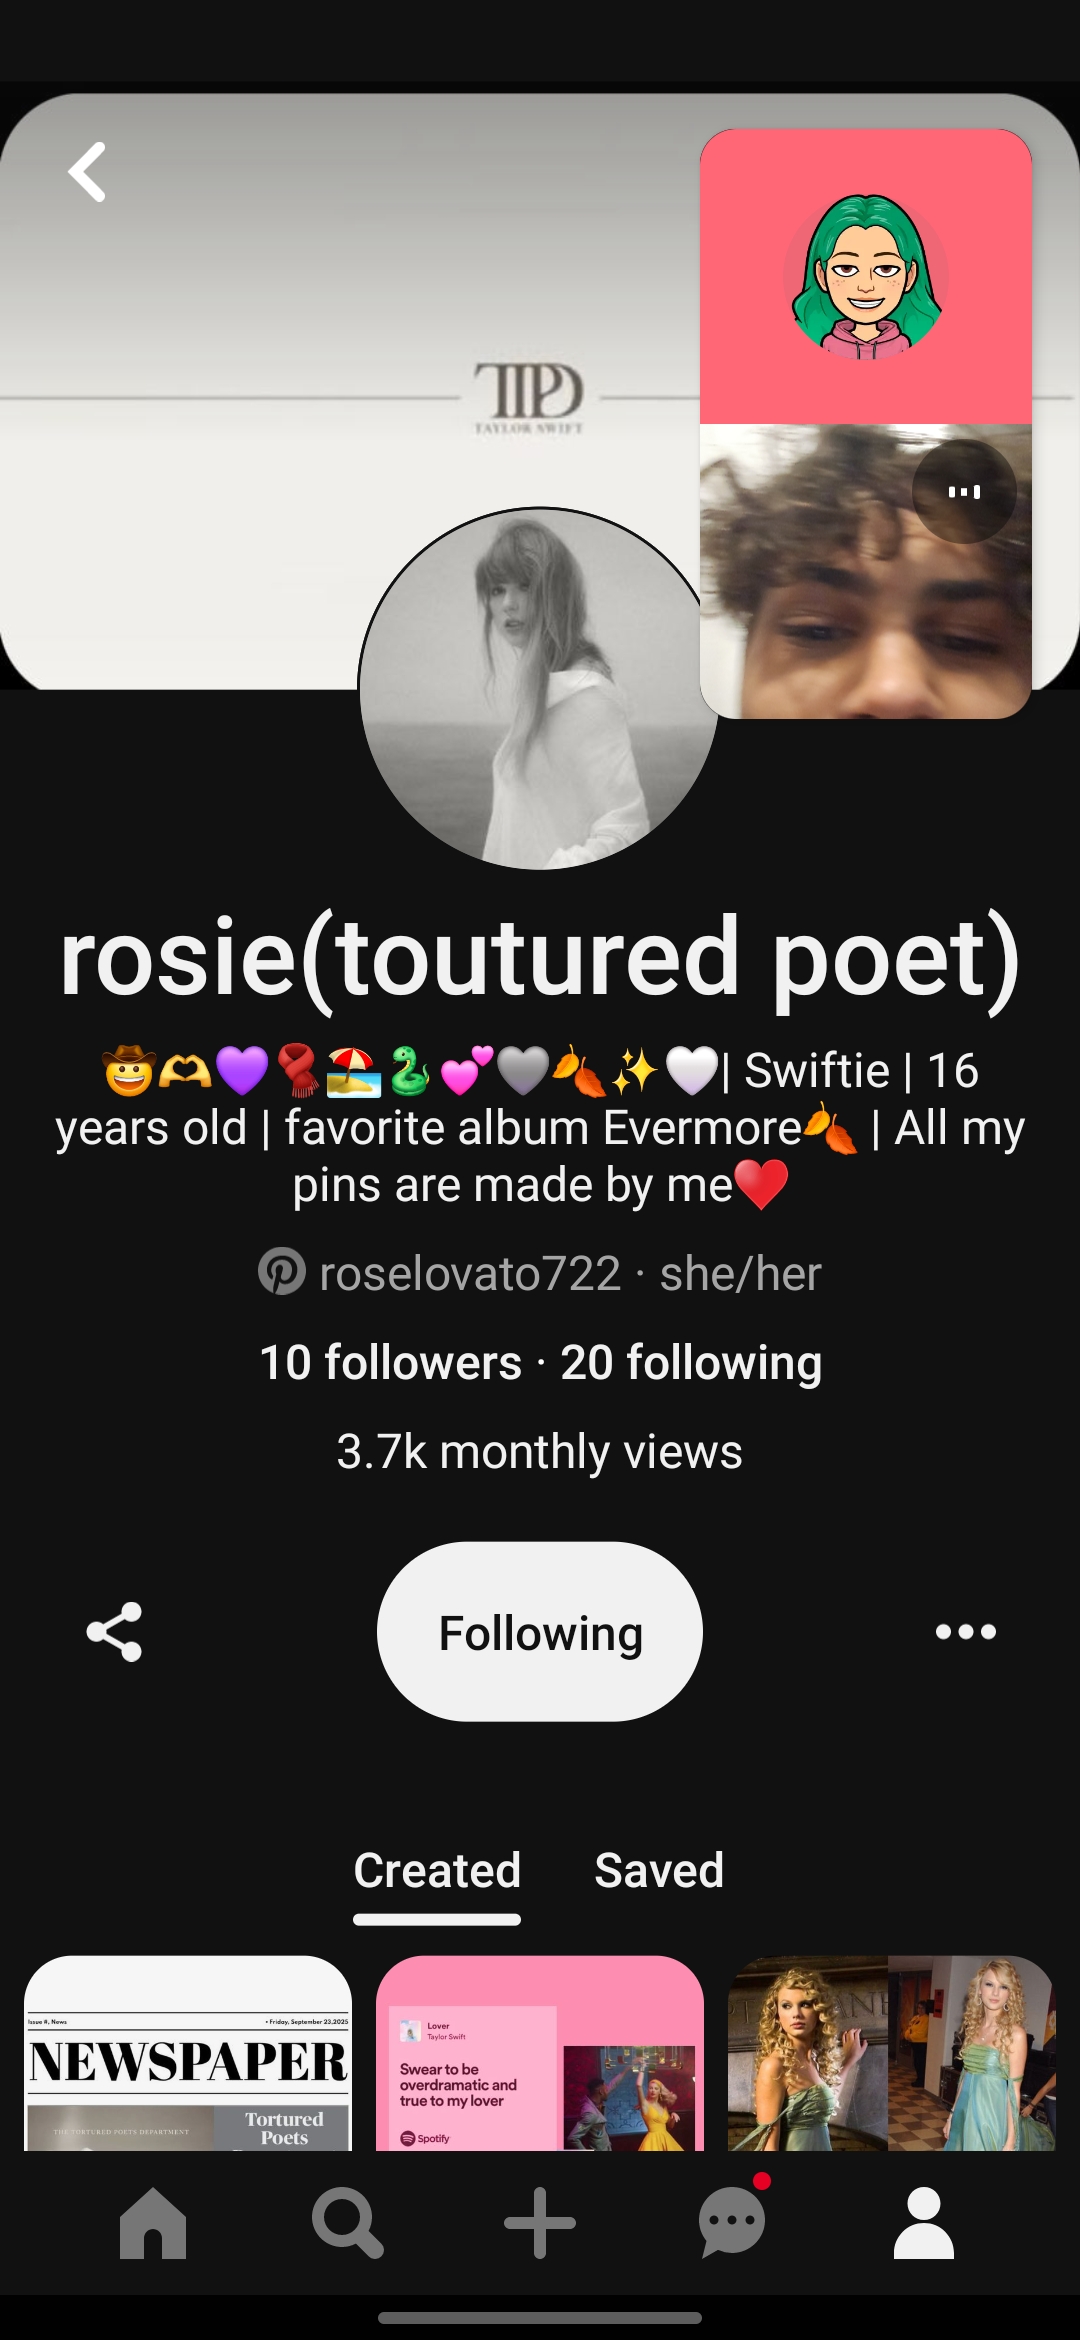 TTPD
TAYLOR SWIFT
rosie(toutured poet)
🤠🫶💜🧣🏖️🐍💕🩶🍂✨🤍| Swiftie | 16
years old | favorite album Evermore🍂 | All my
pins are made by me♥️
roselovato722 · she/her
10 followers · 20 following
3.7k monthly views
Following
Created Saved
Issue #, News • Friday, September 23,2025
NEWSPAPER
THE TORTURED POETS DEPARTMENT
Tortured
Poets
Lover
Taylor Swift
Swear to be
overdramatic and
true to my lover
Spotify